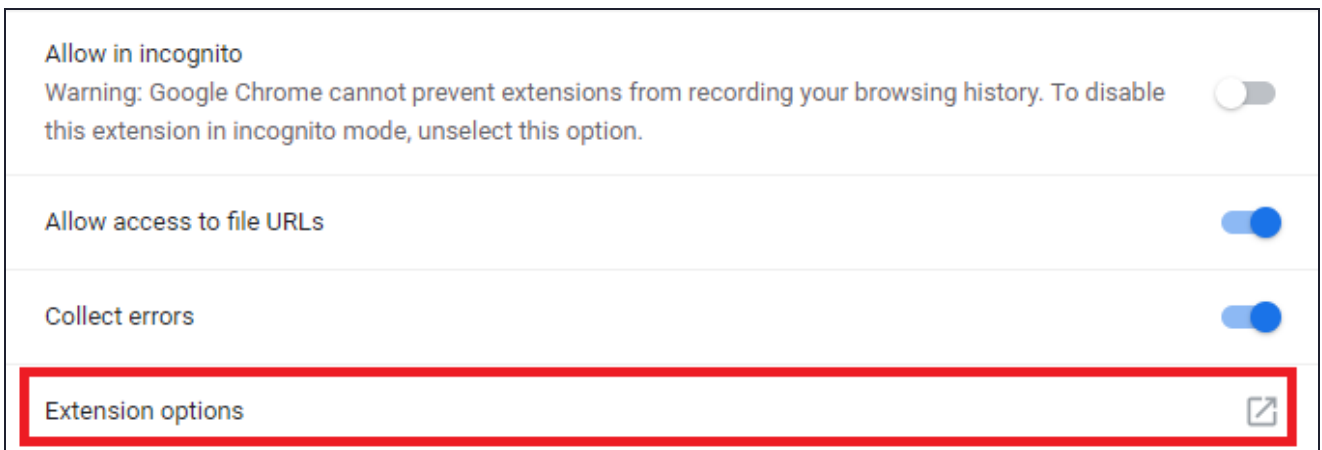 Allow in incognito
Warning: Google Chrome cannot prevent extensions from recording your browsing history. To disable
this extension in incognito mode, unselect this option.
Allow access to file URLs
Collect errors
Extension options